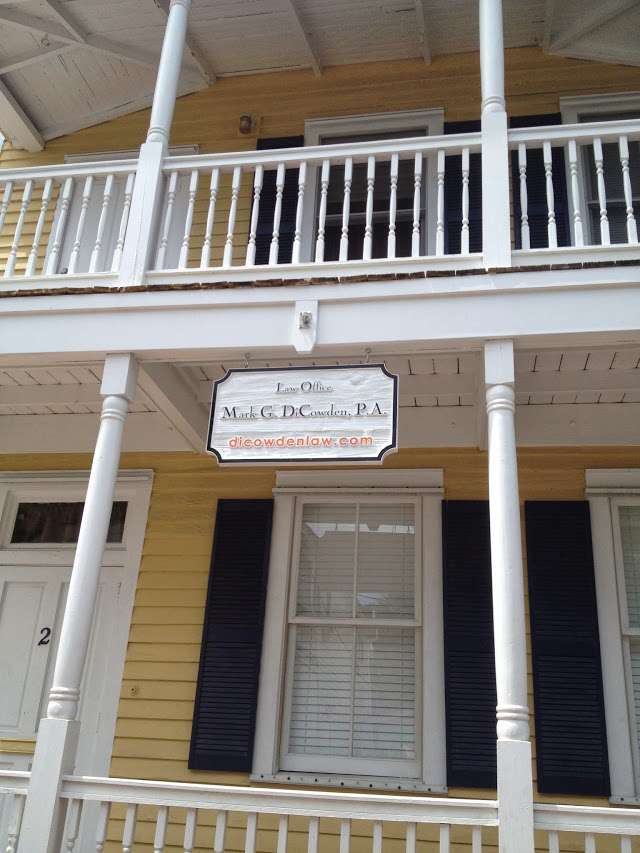 Law Office
Mark G. DiCowden, P.A.
dicowdenlaw.com
2